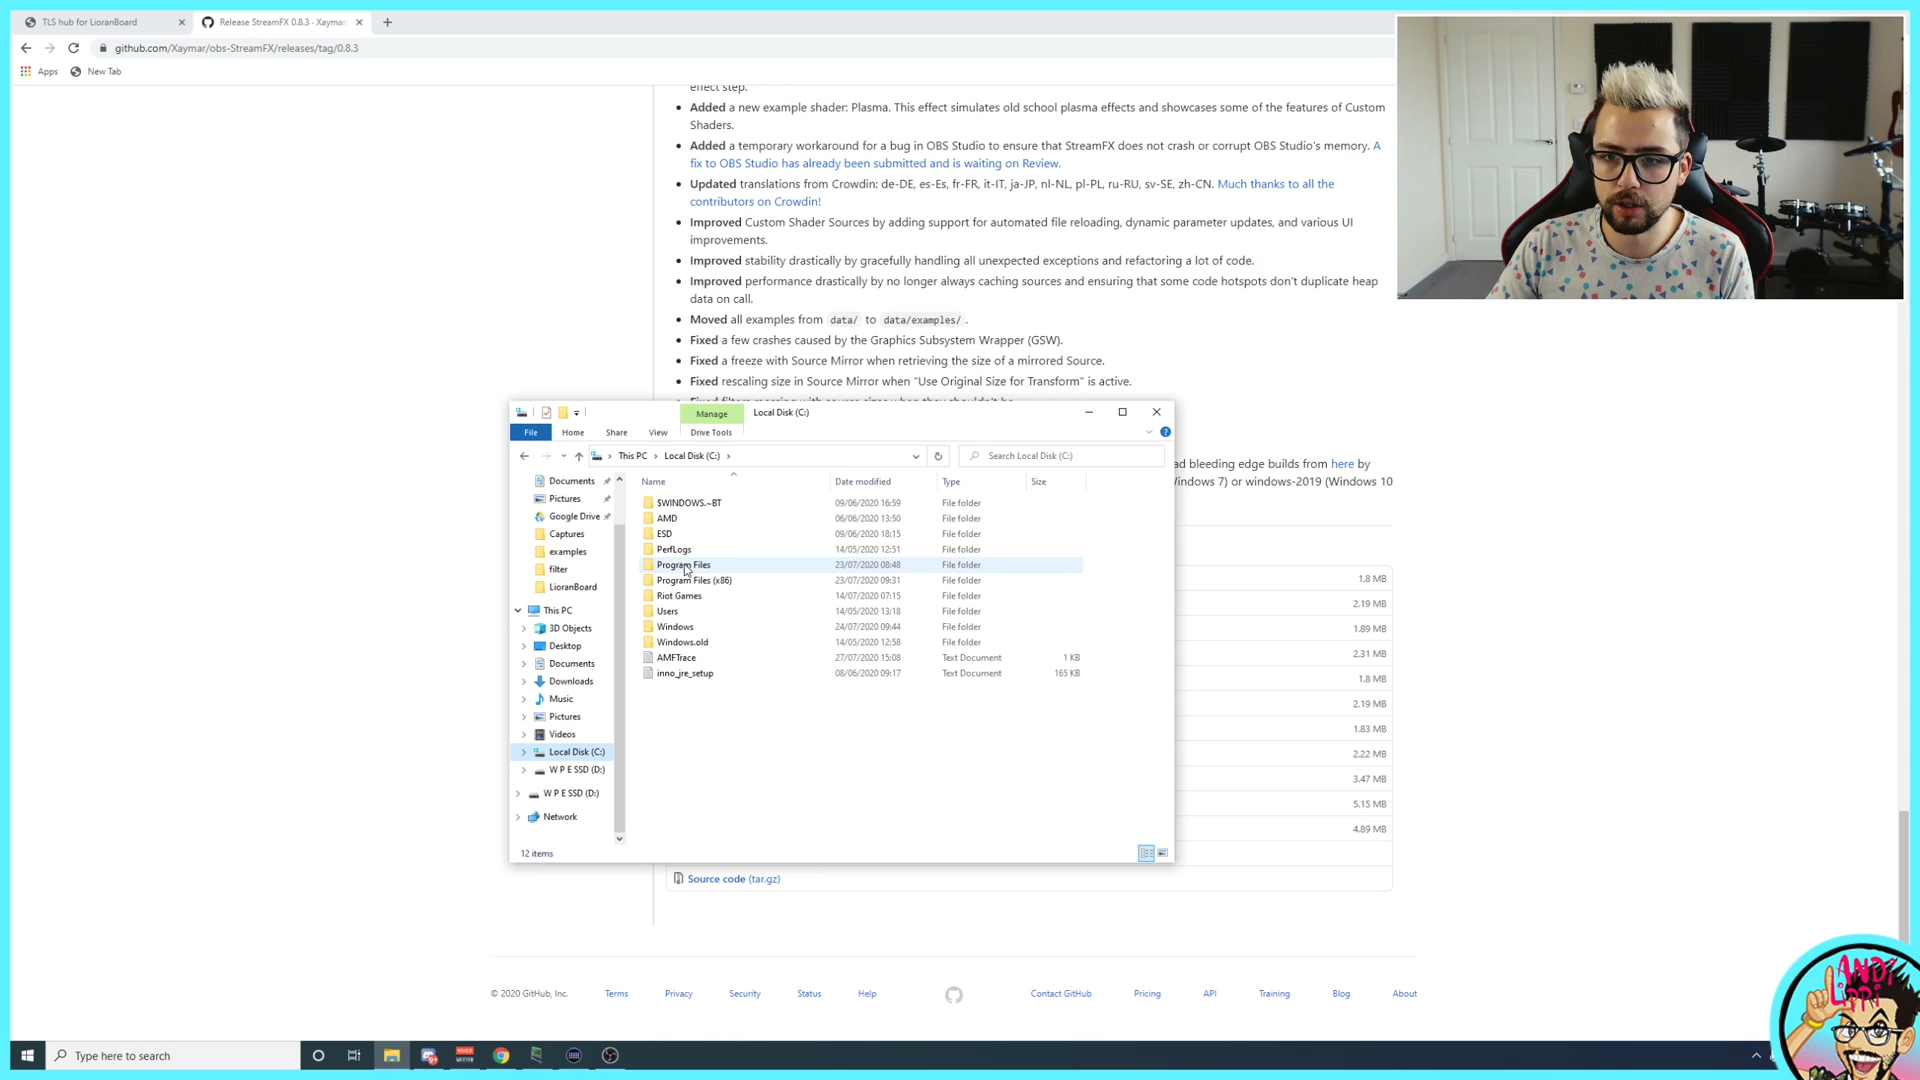 TLS hub for LioranBoard
Release StreamFX 0.8.3 - Xaymar
github.com/Xaymar/obs-StreamFX/releases/tag/0.8.3
Apps
New Tab
effect step.
Added a new example shader: Plasma. This effect simulates old school plasma effects and showcases some of the features of Custom
Shaders.
Added a temporary workaround for a bug in OBS Studio to ensure that StreamFX does not crash or corrupt OBS Studio's memory. A
fix to OBS Studio has already been submitted and is waiting on Review.
Updated translations from Crowdin: de-DE, es-Es, fr-FR, it-IT, ja-JP, nl-NL, pl-PL, ru-RU, sv-SE, zh-CN. Much thanks to all the
contributors on Crowdin!
Improved Custom Shader Sources by adding support for automated file reloading, dynamic parameter updates, and various UI
improvements.
Improved stability drastically by gracefully handling all unexpected exceptions and refactoring a lot of code.
Improved performance drastically by no longer always caching sources and ensuring that some code hotspots don't duplicate heap
data on call.
Moved all examples from data/ to data/examples/ .
Fixed a few crashes caused by the Graphics Subsystem Wrapper (GSW).
Fixed a freeze with Source Mirror when retrieving the size of a mirrored Source.
Fixed rescaling size in Source Mirror when "Use Original Size for Transform" is active.
Manage
Local Disk (C:)
File
Home
Share
View
Drive Tools
This PC
Local Disk (C:)
Search Local Disk (C:)
ad bleeding edge builds from here by
Windows 7) or windows-2019 (Windows 10
Documents
Pictures
Google Drive
Captures
examples
filter
LioranBoard
This PC
3D Objects
Desktop
Documents
Downloads
Music
Pictures
Videos
Local Disk (C:)
W P E SSD (D:)
W P E SSD (D:)
Network
Name Date modified Type Size
$WINDOWS.~BT 09/06/2020 16:59 File folder
AMD 06/06/2020 13:50 File folder
ESD 09/06/2020 18:15 File folder
PerfLogs 14/05/2020 12:51 File folder
Program Files 23/07/2020 08:48 File folder
Program Files (x86) 23/07/2020 09:31 File folder
Riot Games 14/07/2020 07:15 File folder
Users 14/05/2020 13:18 File folder
Windows 24/07/2020 09:44 File folder
Windows.old 14/05/2020 12:58 File folder
AMFTrace 27/07/2020 15:08 Text Document 1 KB
inno_jre_setup 08/06/2020 09:17 Text Document 165 KB
12 items
1.8 MB
2.19 MB
1.89 MB
2.31 MB
1.8 MB
2.19 MB
1.83 MB
2.22 MB
3.47 MB
5.15 MB
4.89 MB
Source code (tar.gz)
© 2020 GitHub, Inc.
Terms
Privacy
Security
Status
Help
Contact GitHub
Pricing
API
Training
Blog
About
Type here to search